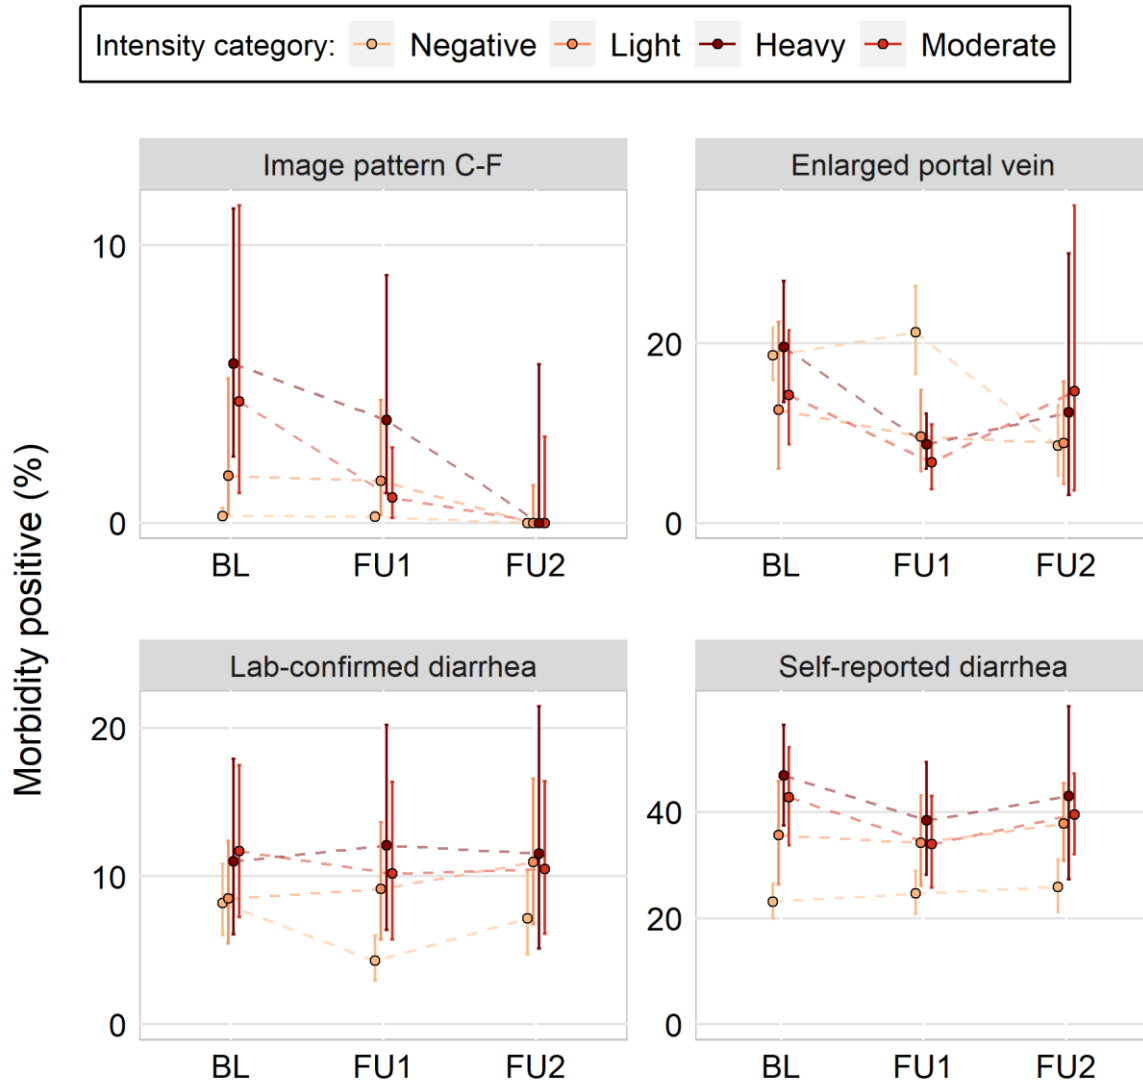 Intensity category: Negative Light Heavy Moderate
Image pattern C-F
Enlarged portal vein
10
0
20
0
BL FU1 FU2
BL FU1 FU2
Morbidity positive (%)
Lab-confirmed diarrhea
Self-reported diarrhea
20
10
0
40
20
0
BL FU1 FU2
BL FU1 FU2